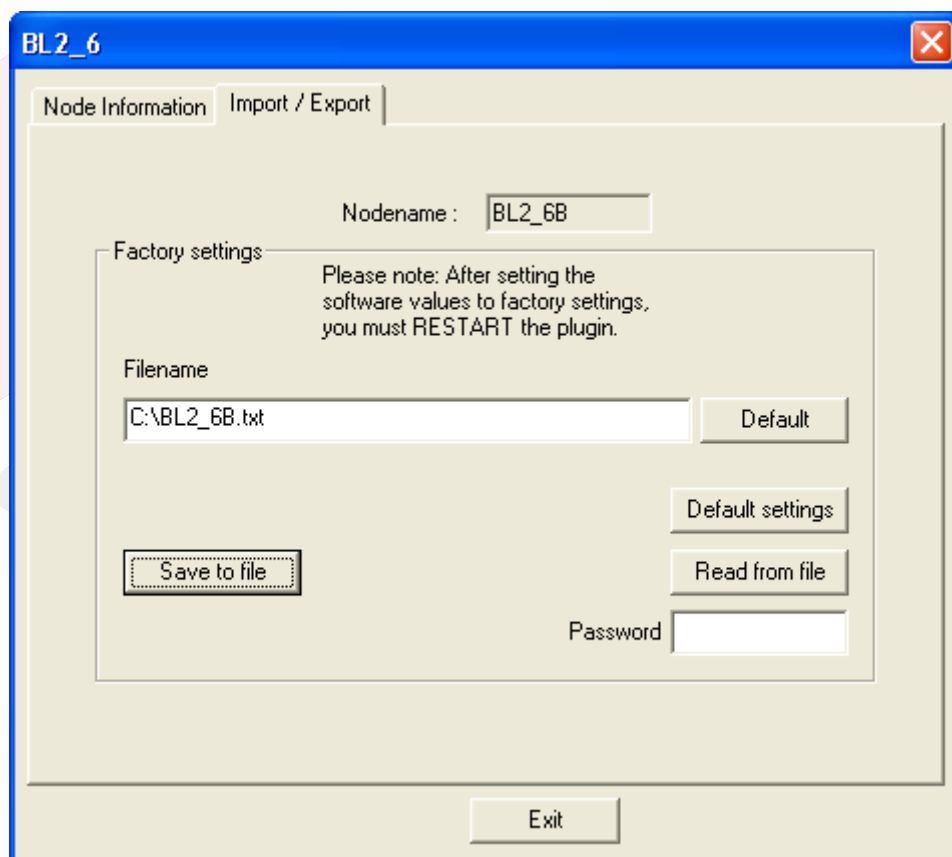 BL2_6
Node Information
Import / Export
Nodename :
BL2_6B
Factory settings
Please note: After setting the
software values to factory settings,
you must RESTART the plugin.
Filename
C:\BL2_6B.txt
Default
Default settings
Save to file
Read from file
Password
Exit